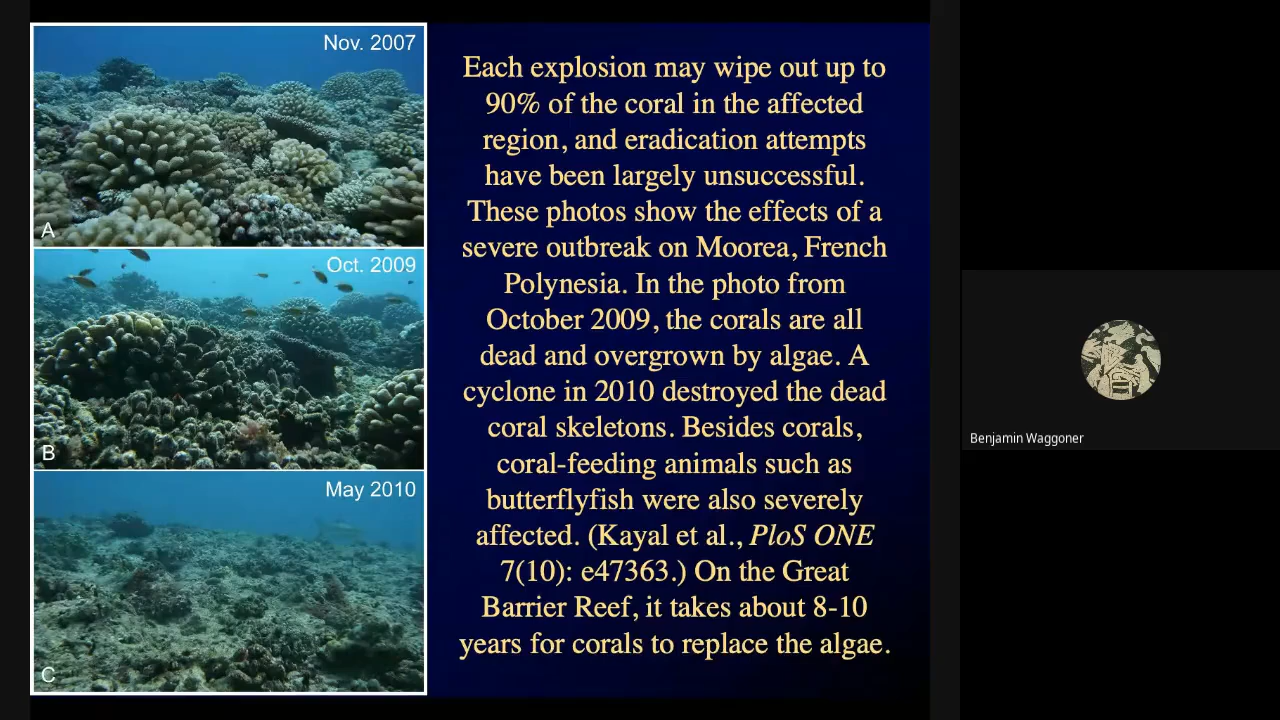 Nov. 2007
A
Oct. 2009
B
May 2010
C
Each explosion may wipe out up to
90% of the coral in the affected
region, and eradication attempts
have been largely unsuccessful.
These photos show the effects of a
severe outbreak on Moorea, French
Polynesia. In the photo from
October 2009, the corals are all
dead and overgrown by algae. A
cyclone in 2010 destroyed the dead
coral skeletons. Besides corals,
coral-feeding animals such as
butterflyfish were also severely
affected. (Kayal et al., PloS ONE
7(10): e47363.) On the Great
Barrier Reef, it takes about 8-10
years for corals to replace the algae.
Benjamin Waggoner